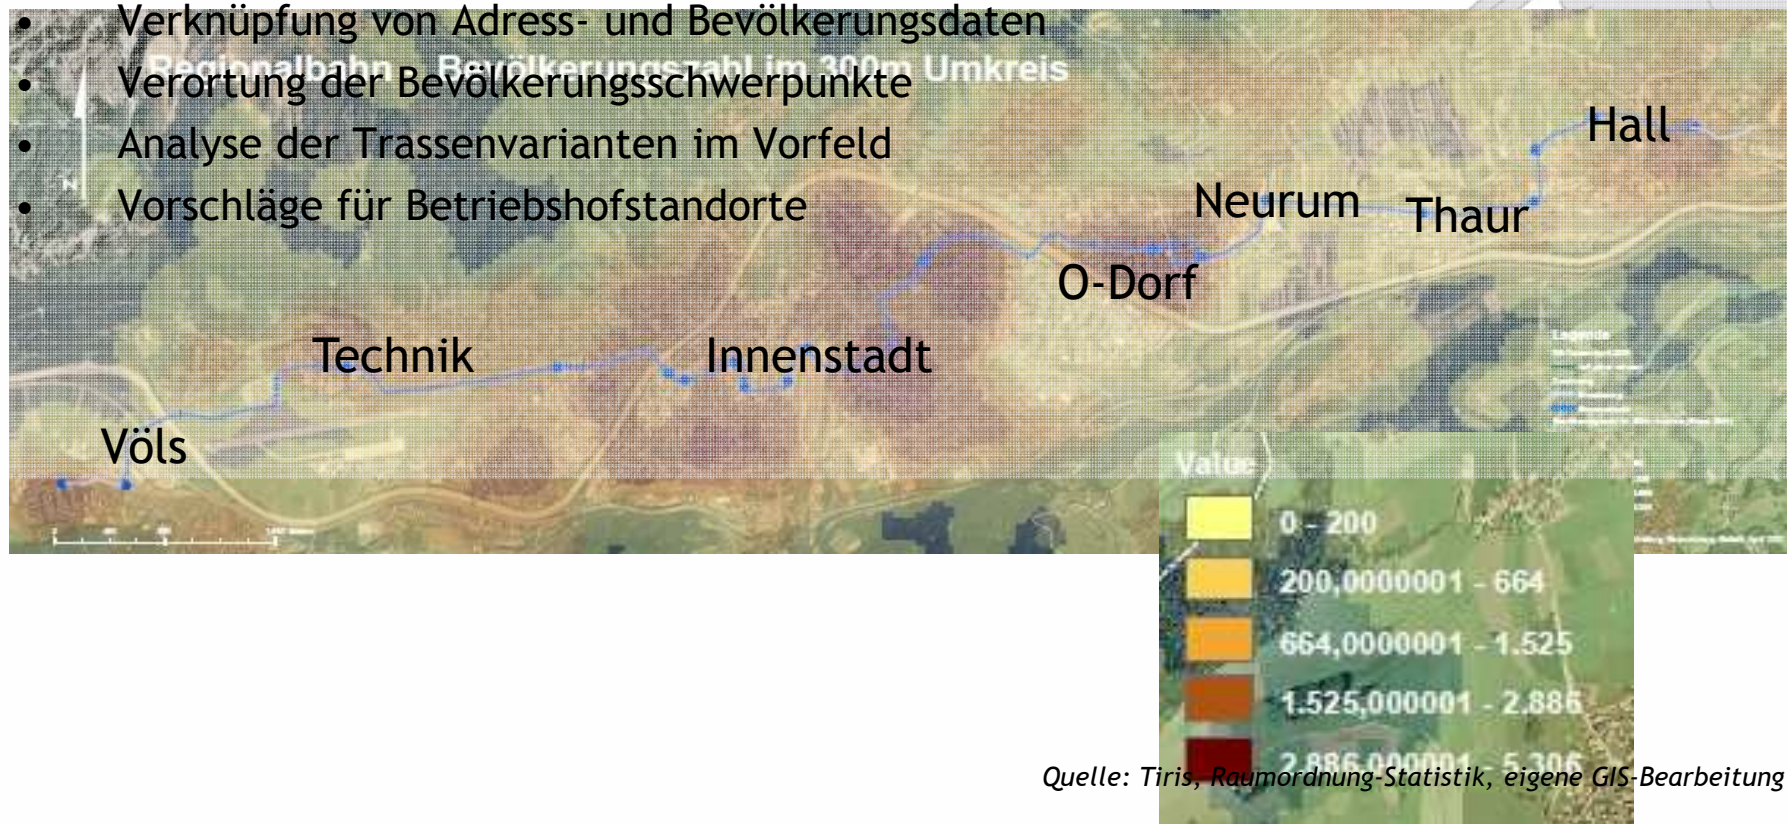 • Verknüpfung von Adress- und Bevölkerungsdaten
Regionalbahn Bevölkerungszahl im 300m Umkreis
• Verortung der Bevölkerungsschwerpunkte
• Analyse der Trassenvarianten im Vorfeld
• Vorschläge für Betriebshofstandorte
Hall
Neurum
Thaur
O-Dorf
Technik
Innenstadt
Völs
N
Legende
Value
0 - 200
200,0000001 - 664
664,0000001 - 1.525
1.525,000001 - 2.886
2.886,000001 - 5.306
Quelle: Tiris, Raumordnung-Statistik, eigene GIS-Bearbeitung